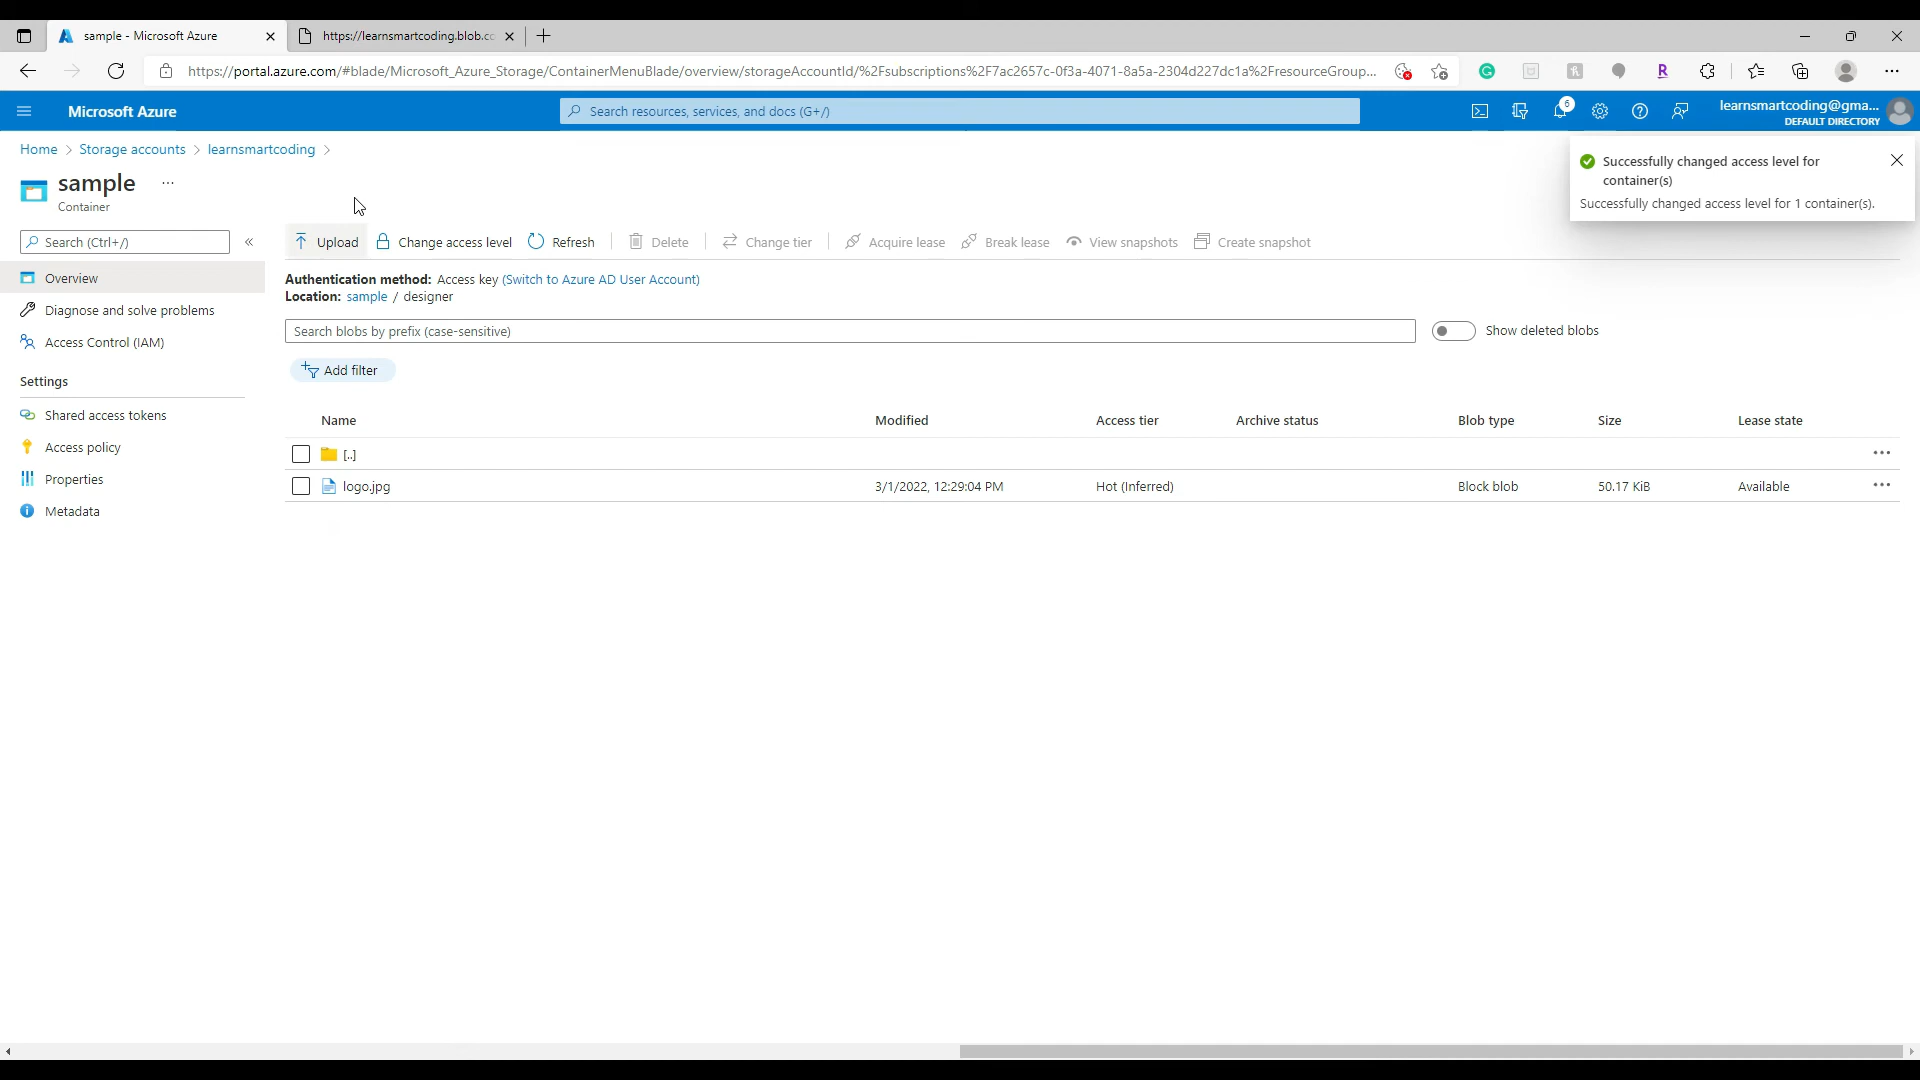 sample - Microsoft Azure
https://learnsmartcoding.blob.cc
https://portal.azure.com/#blade/Microsoft_Azure_Storage/ContainerMenuBlade/overview/storageAccountId/%2Fsubscriptions%2F7ac2657c-0f3a-4071-8a5a-2304d227dc1a%2FresourceGroup...
Microsoft Azure
Search resources, services, and docs (G+/)
6
learnsmartcoding@gma...
DEFAULT DIRECTORY
Home > Storage accounts > learnsmartcoding >
Successfully changed access level for
container(s)
Successfully changed access level for 1 container(s).
sample ...
Container
Search (Ctrl+/)
«
Upload
Change access level
Refresh
Delete
Change tier
Acquire lease
Break lease
View snapshots
Create snapshot
Overview
Diagnose and solve problems
Access Control (IAM)
Settings
Shared access tokens
Access policy
Properties
Metadata
Authentication method: Access key (Switch to Azure AD User Account)
Location: sample / designer
Search blobs by prefix (case-sensitive)
Show deleted blobs
Add filter
Name Modified Access tier Archive status Blob type Size Lease state
[..]
logo.jpg 3/1/2022, 12:29:04 PM Hot (Inferred) Block blob 50.17 KiB Available